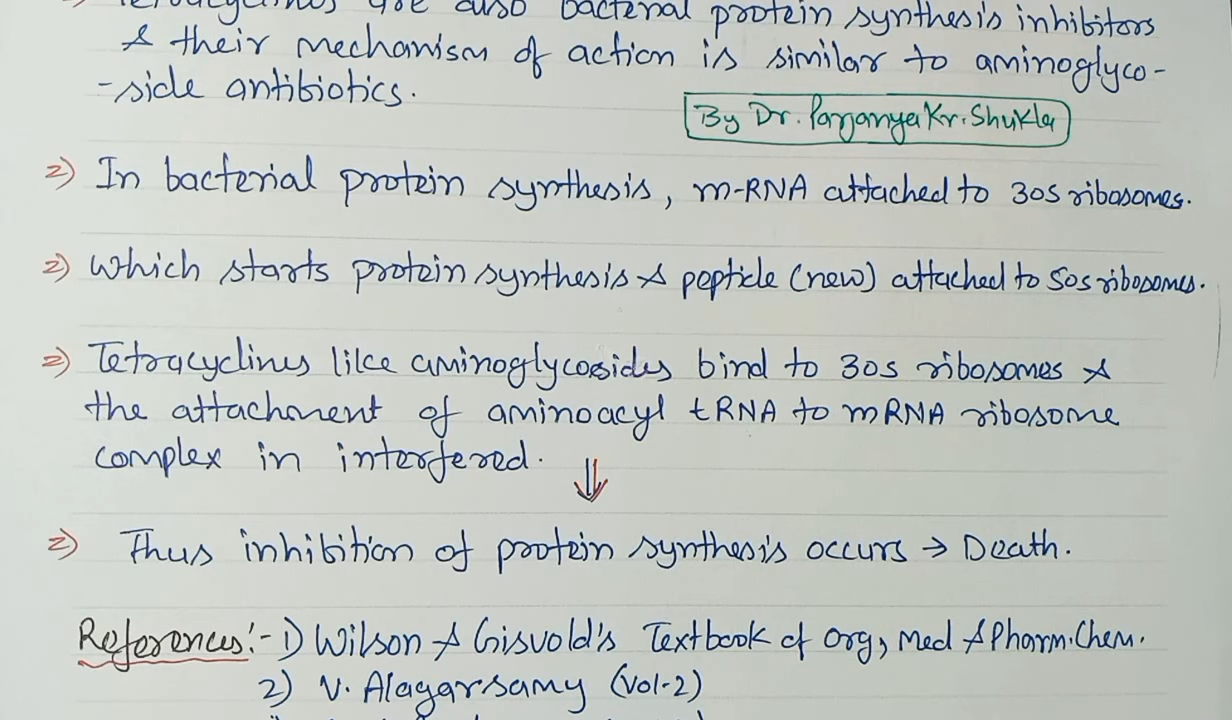 Tetracyclines are also bacterial protein synthesis inhibitors
& their mechanism of action is similar to aminoglyco-
-side antibiotics.
By Dr. Parjanya Kr. Shukla
=) In bacterial protein synthesis, m-RNA attached to 30s ribosomes.
=) Which starts protein synthesis & peptide (new) attached to 50s ribosomes.
=) Tetracyclines like aminoglycosides bind to 30s ribosomes &
the attachment of aminoacyl tRNA to mRNA ribosome
complex in interfered.
⇓
=) Thus inhibition of protein synthesis occurs → Death.
References:- 1) Wilson & Gisvold's Textbook of Org, Med & Pharm. Chem.
2) V. Alagarsamy (Vol-2)